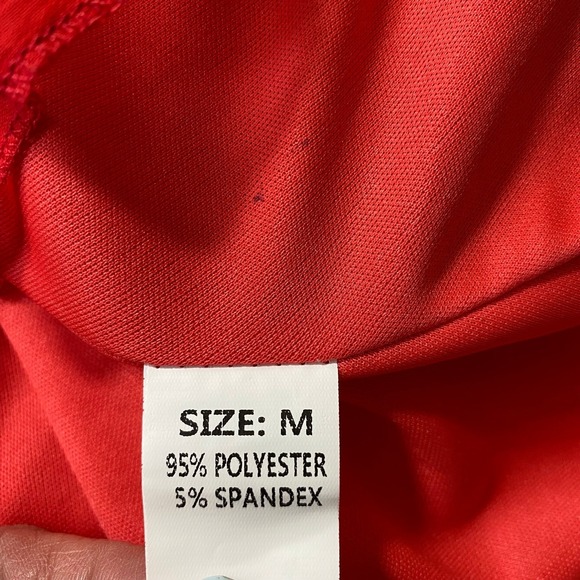 SIZE: M
95% POLYESTER
5% SPANDEX